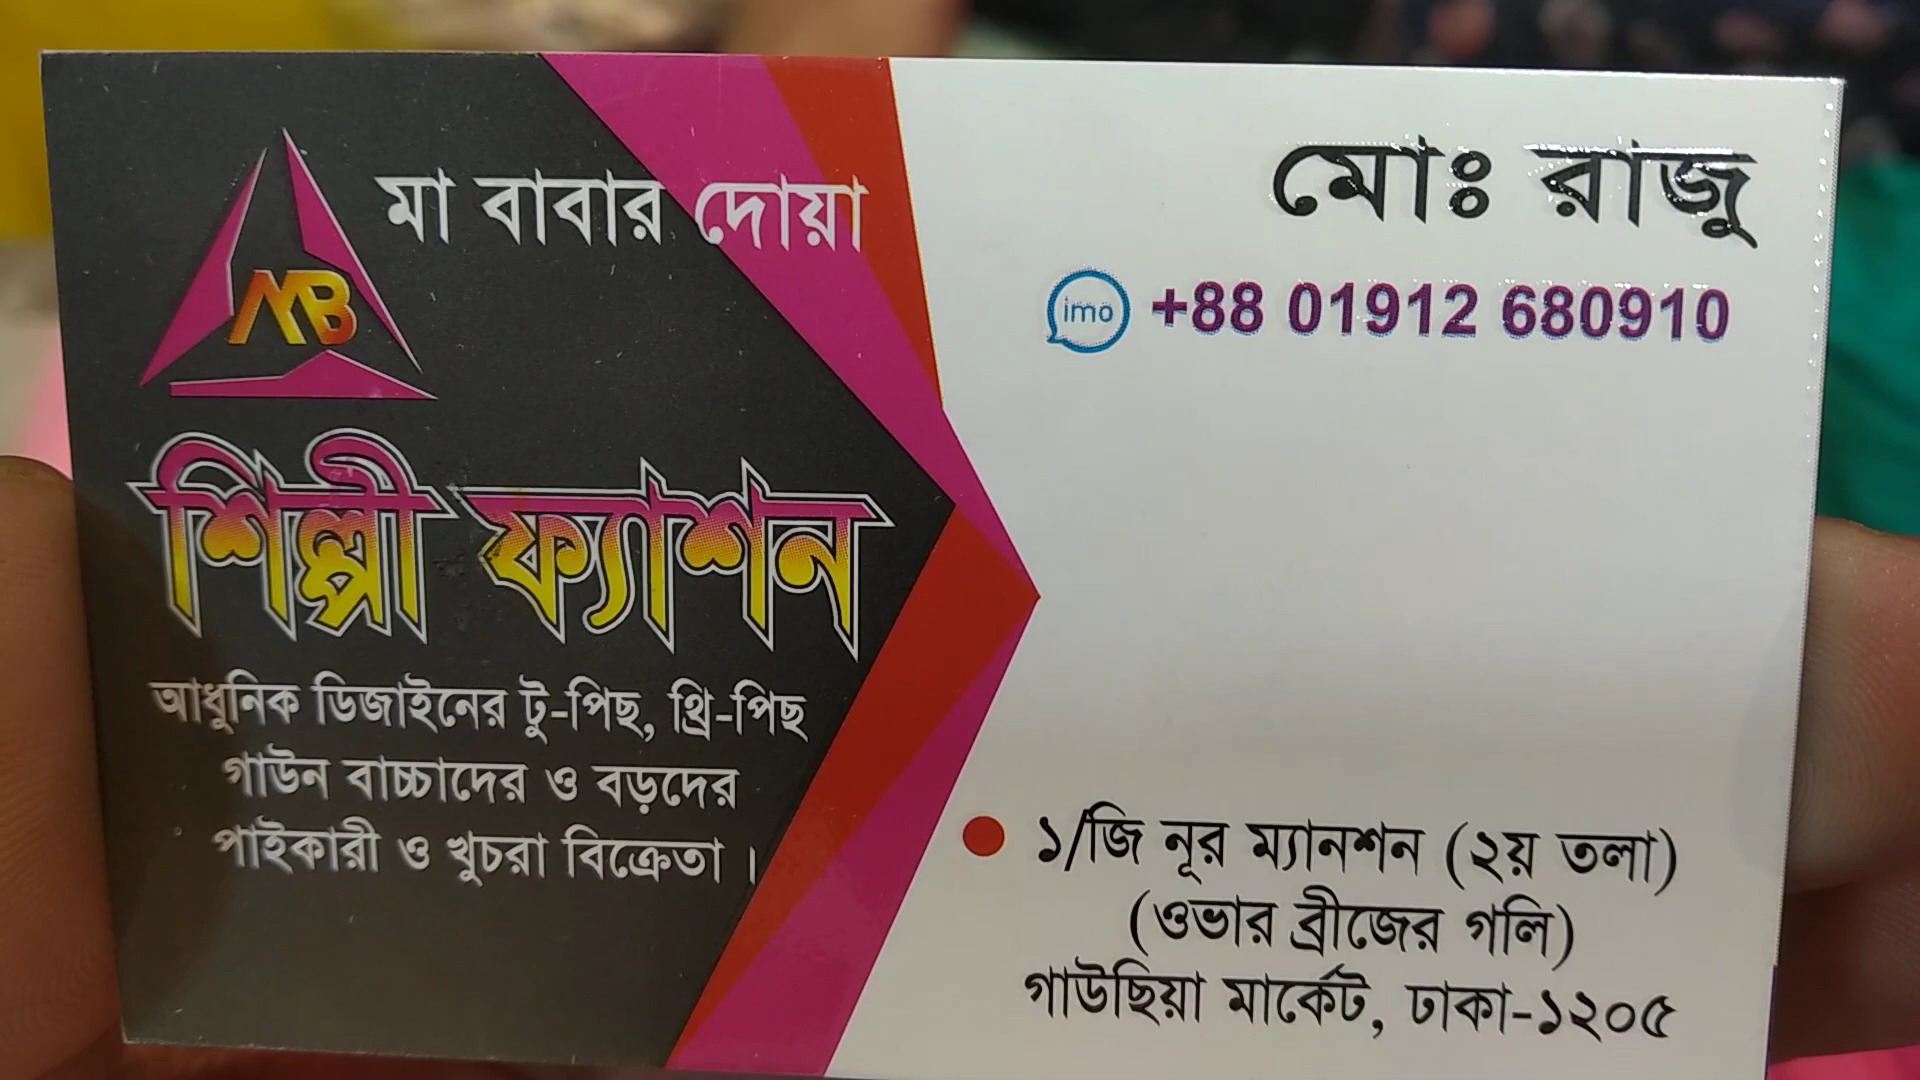 মা বাবার দোয়া
MB
শিল্পী ফ্যাশন
আধুনিক ডিজাইনের টু-পিছ, থ্রি-পিছ
গাউন বাচ্চাদের ও বড়দের
পাইকারী ও খুচরা বিক্রেতা।
মোঃ রাজু
imo +88 01912 680910
১/জি নূর ম্যানশন (২য় তলা)
(ওভার ব্রীজের গলি)
গাউছিয়া মার্কেট, ঢাকা-১২০৫